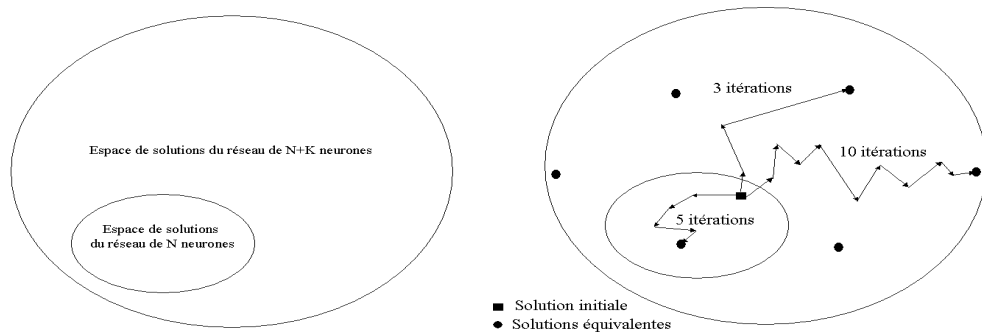 Espace de solutions du réseau de N+K neurones
Espace de solutions
du réseau de N neurones
3 itérations
10 itérations
5 itérations
Solution initiale
Solutions équivalentes